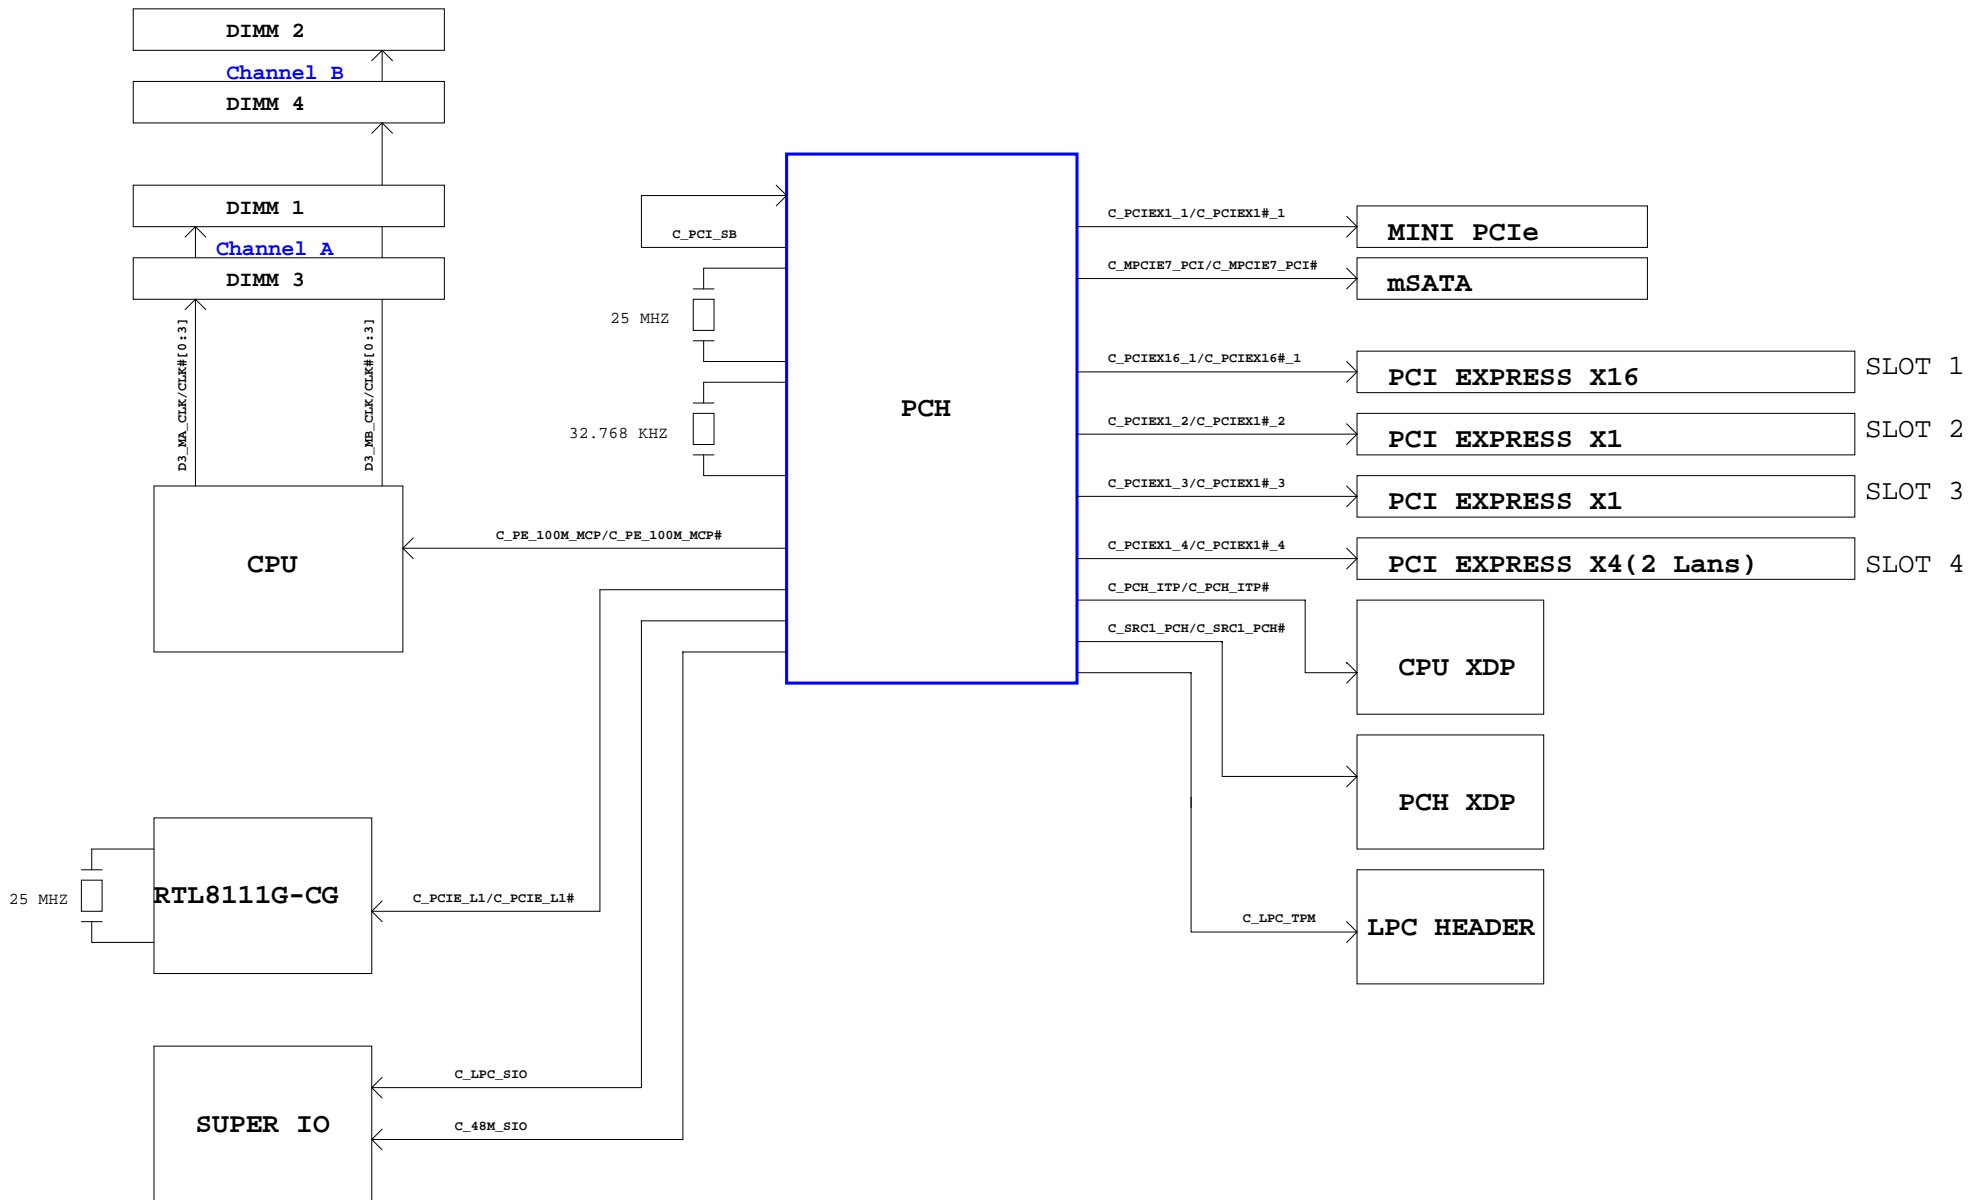 DIMM 2
Channel B
DIMM 4
DIMM 1
Channel A
DIMM 3
D3_MA_CLK/CLK#[0:3]
D3_MB_CLK/CLK#[0:3]
CPU
C_PCI_SB
25 MHZ
32.768 KHZ
PCH
C_PE_100M_MCP/C_PE_100M_MCP#
C_PCIEX1_1/C_PCIEX1#_1
MINI PCIe
C_MPCIE7_PCI/C_MPCIE7_PCI#
mSATA
C_PCIEX16_1/C_PCIEX16#_1
PCI EXPRESS X16
SLOT 1
C_PCIEX1_2/C_PCIEX1#_2
PCI EXPRESS X1
SLOT 2
C_PCIEX1_3/C_PCIEX1#_3
PCI EXPRESS X1
SLOT 3
C_PCIEX1_4/C_PCIEX1#_4
PCI EXPRESS X4(2 Lans)
SLOT 4
C_PCH_ITP/C_PCH_ITP#
CPU XDP
C_SRC1_PCH/C_SRC1_PCH#
PCH XDP
C_LPC_TPM
LPC HEADER
25 MHZ
RTL8111G-CG
C_PCIE_L1/C_PCIE_L1#
SUPER IO
C_LPC_SIO
C_48M_SIO